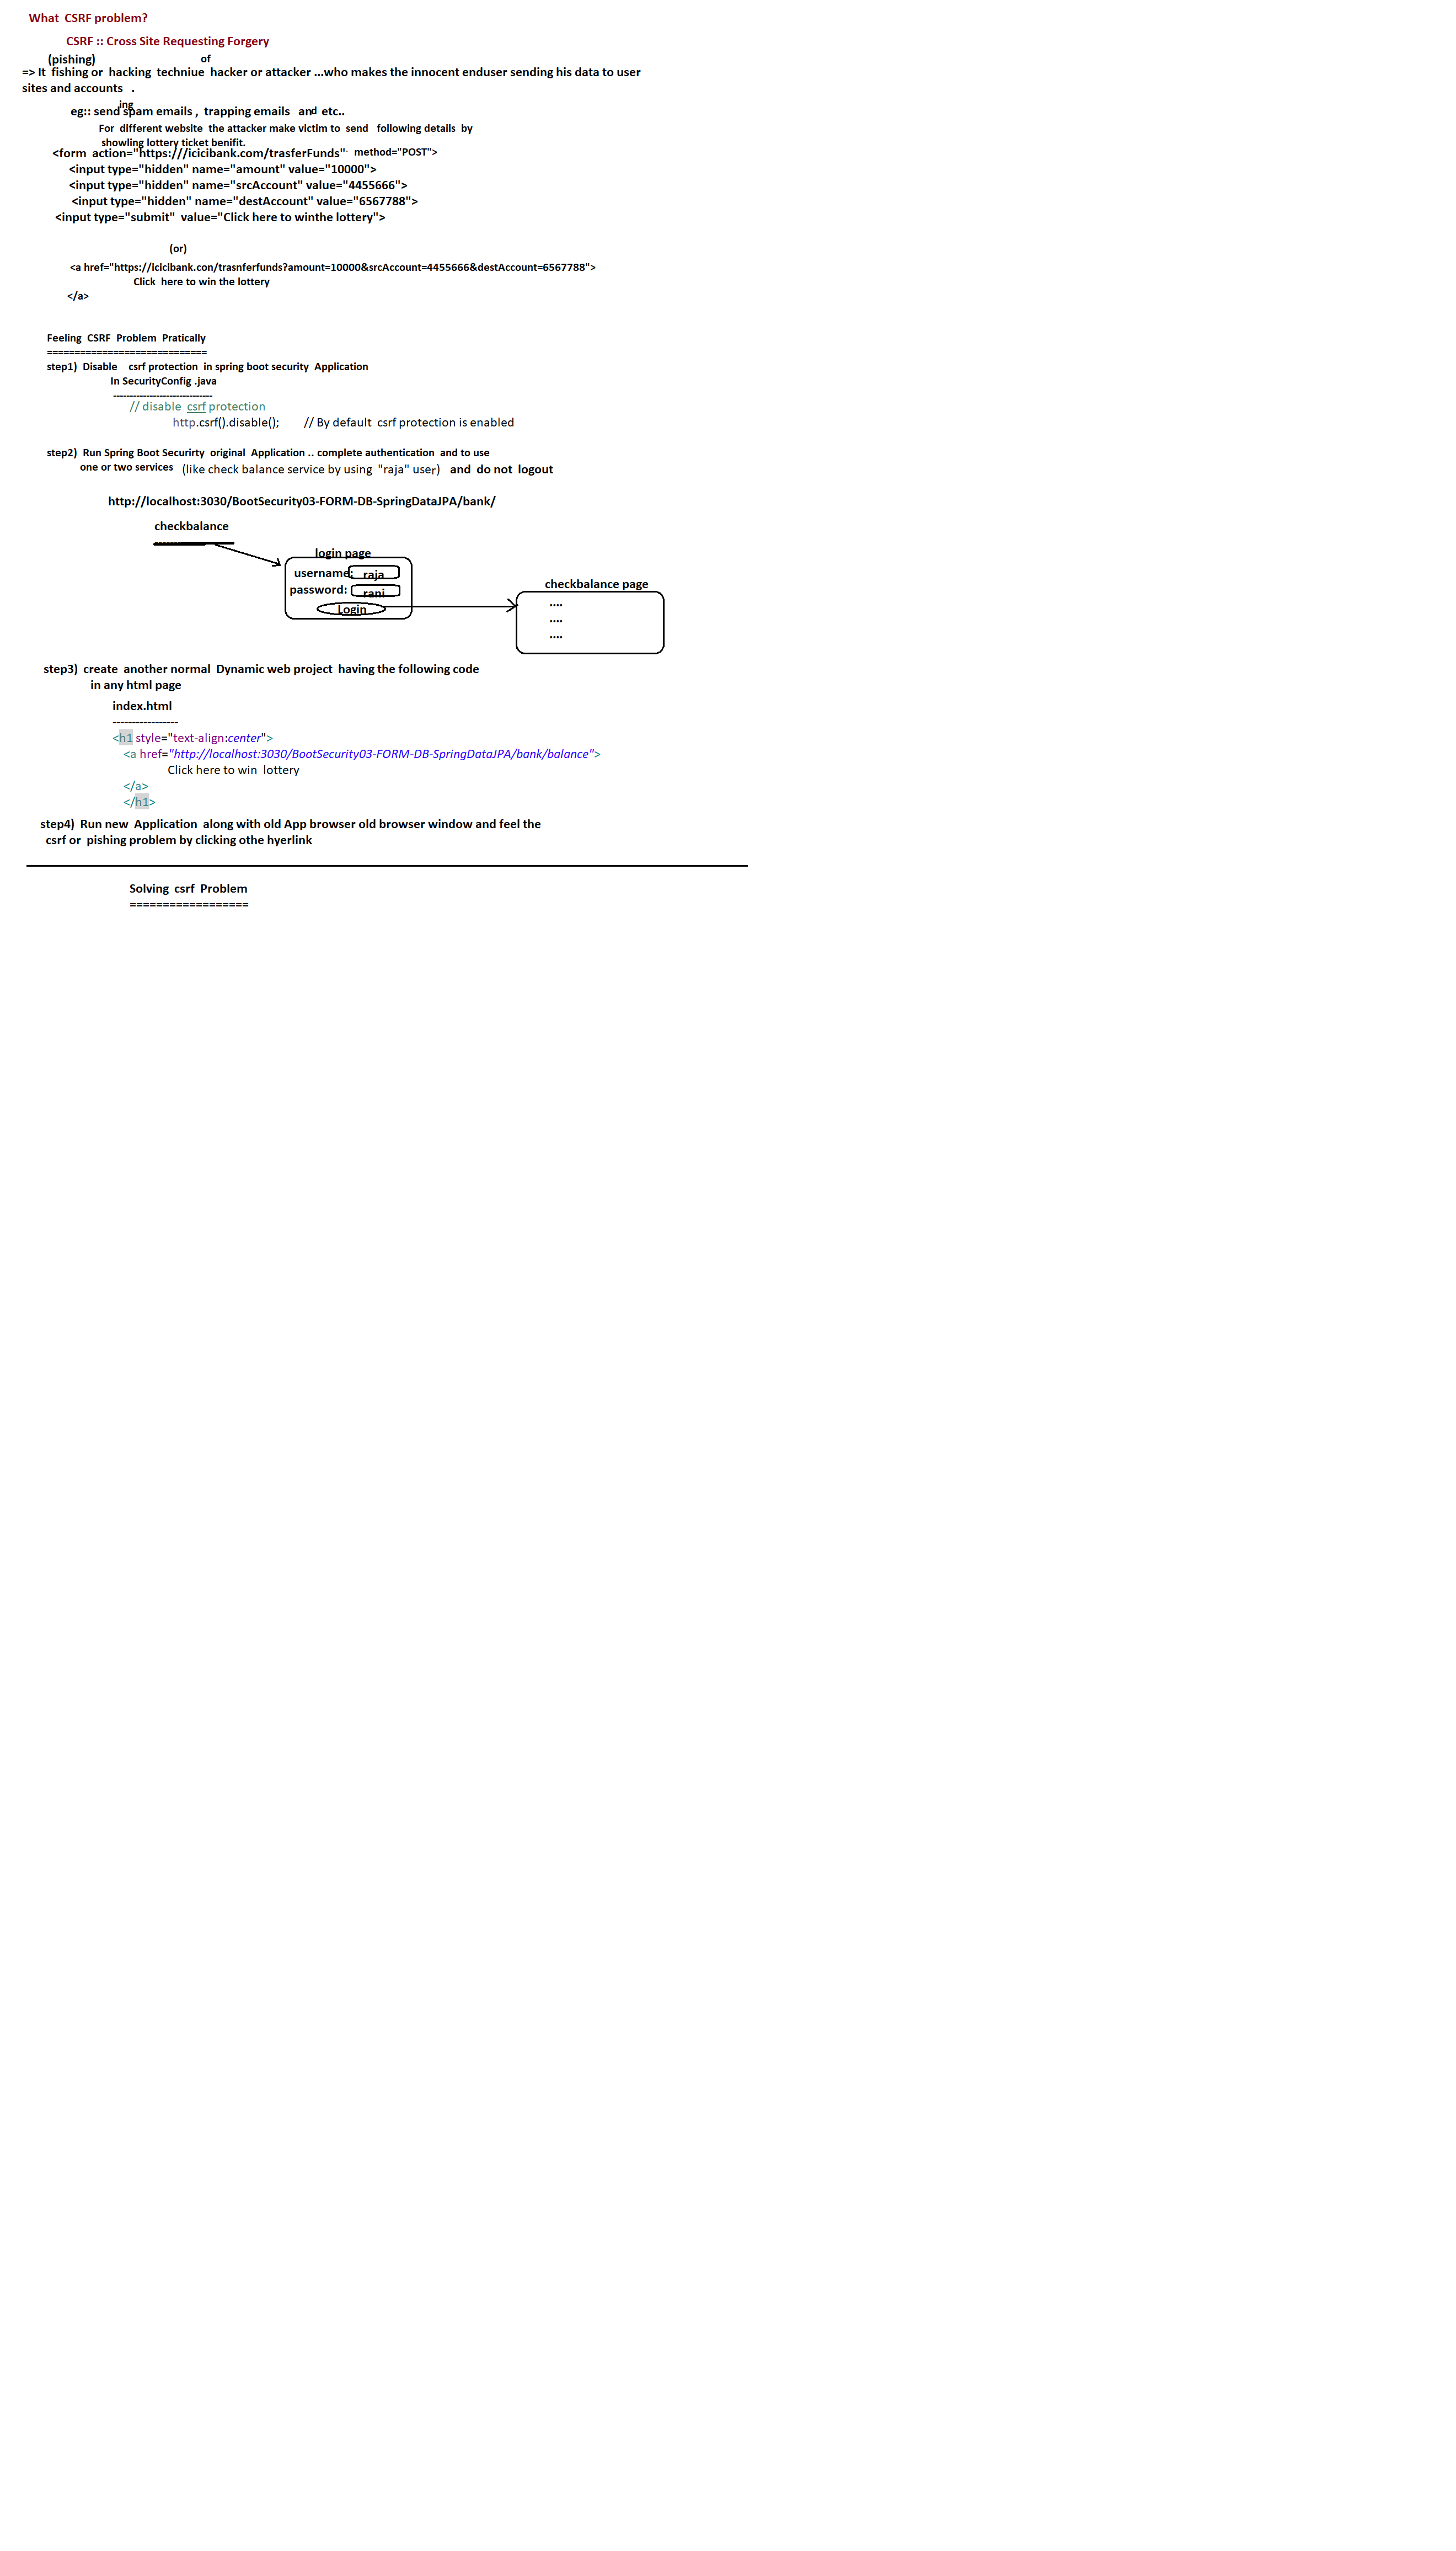 What CSRF problem?
CSRF :: Cross Site Requesting Forgery
(pishing)
of
=> It fishing or hacking techniue hacker or attacker ...who makes the innocent enduser sending his data to user
sites and accounts .
ing
eg:: send spam emails , trapping emails and etc..
For different website the attacker make victim to send following details by
showling lottery ticket benifit.
<form action="https:///icicibank.com/trasferFunds" method="POST">
<input type="hidden" name="amount" value="10000">
<input type="hidden" name="srcAccount" value="4455666">
<input type="hidden" name="destAccount" value="6567788">
<input type="submit" value="Click here to winthe lottery">
(or)
<a href="https://icicibank.con/trasnferfunds?amount=10000&srcAccount=4455666&destAccount=6567788">
Click here to win the lottery
</a>
Feeling CSRF Problem Pratically
=============================
step1) Disable csrf protection in spring boot security Application
In SecurityConfig .java
------------------------------
// disable csrf protection
http.csrf().disable(); // By default csrf protection is enabled
step2) Run Spring Boot Securirty original Application .. complete authentication and to use
one or two services (like check balance service by using "raja" user) and do not logout
http://localhost:3030/BootSecurity03-FORM-DB-SpringDataJPA/bank/
checkbalance
login page
username: raja
password: rani
Login
checkbalance page
....
....
....
step3) create another normal Dynamic web project having the following code
in any html page
index.html
-----------------
<h1 style="text-align:center">
<a href="http://localhost:3030/BootSecurity03-FORM-DB-SpringDataJPA/bank/balance">
Click here to win lottery
</a>
</h1>
step4) Run new Application along with old App browser old browser window and feel the
csrf or pishing problem by clicking othe hyerlink
Solving csrf Problem
==================